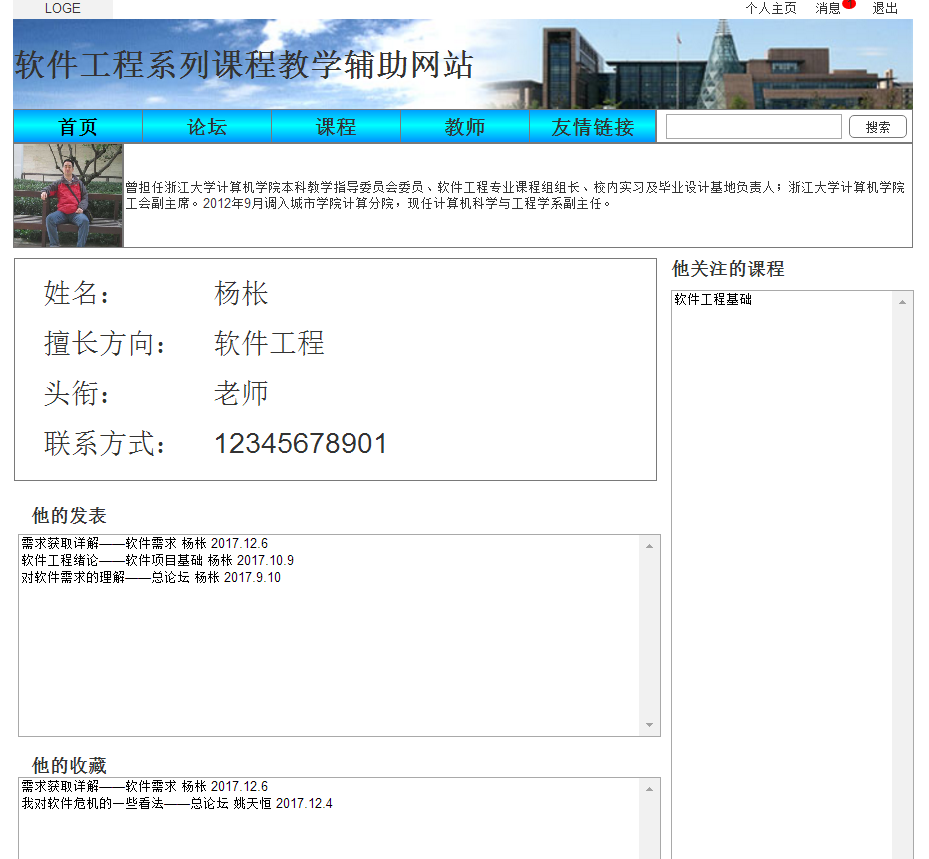 LOGE
个人主页 消息 1 退出
软件工程系列课程教学辅助网站
首页 论坛 课程 教师 友情链接 搜索
曾担任浙江大学计算机学院本科教学指导委员会委员、软件工程专业课程组组长、校内实习及毕业设计基地负责人；浙江大学计算机学院
工会副主席。2012年9月调入城市学院计算分院，现任计算机科学与工程学系副主任。
姓名： 杨枨
擅长方向： 软件工程
头衔： 老师
联系方式： 12345678901
他关注的课程
软件工程基础
他的发表
需求获取详解——软件需求 杨枨 2017.12.6
软件工程绪论——软件项目基础 杨枨 2017.10.9
对软件需求的理解——总论坛 杨枨 2017.9.10
他的收藏
需求获取详解——软件需求 杨枨 2017.12.6
我对软件危机的一些看法——总论坛 姚天恒 2017.12.4